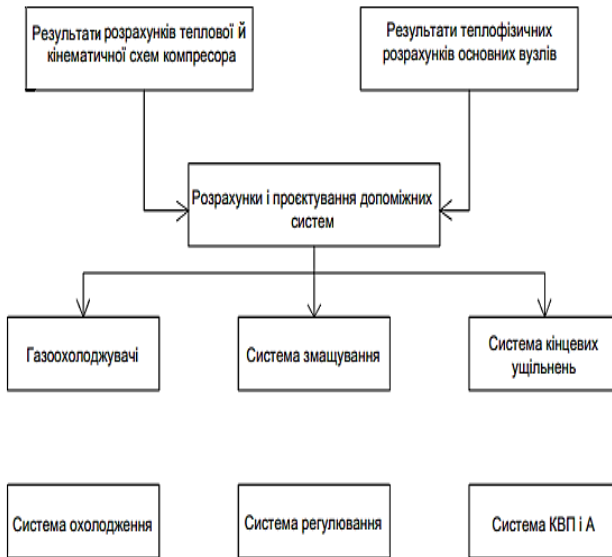 Результати розрахунків теплової й
кінематичної схем компресора
Результати теплофізичних
розрахунків основних вузлів
Розрахунки і проєктування допоміжних
систем
Газоохолоджувачі
Система змащування
Система кінцевих
ущільнень
Система охолодження
Система регулювання
Система КВП і А